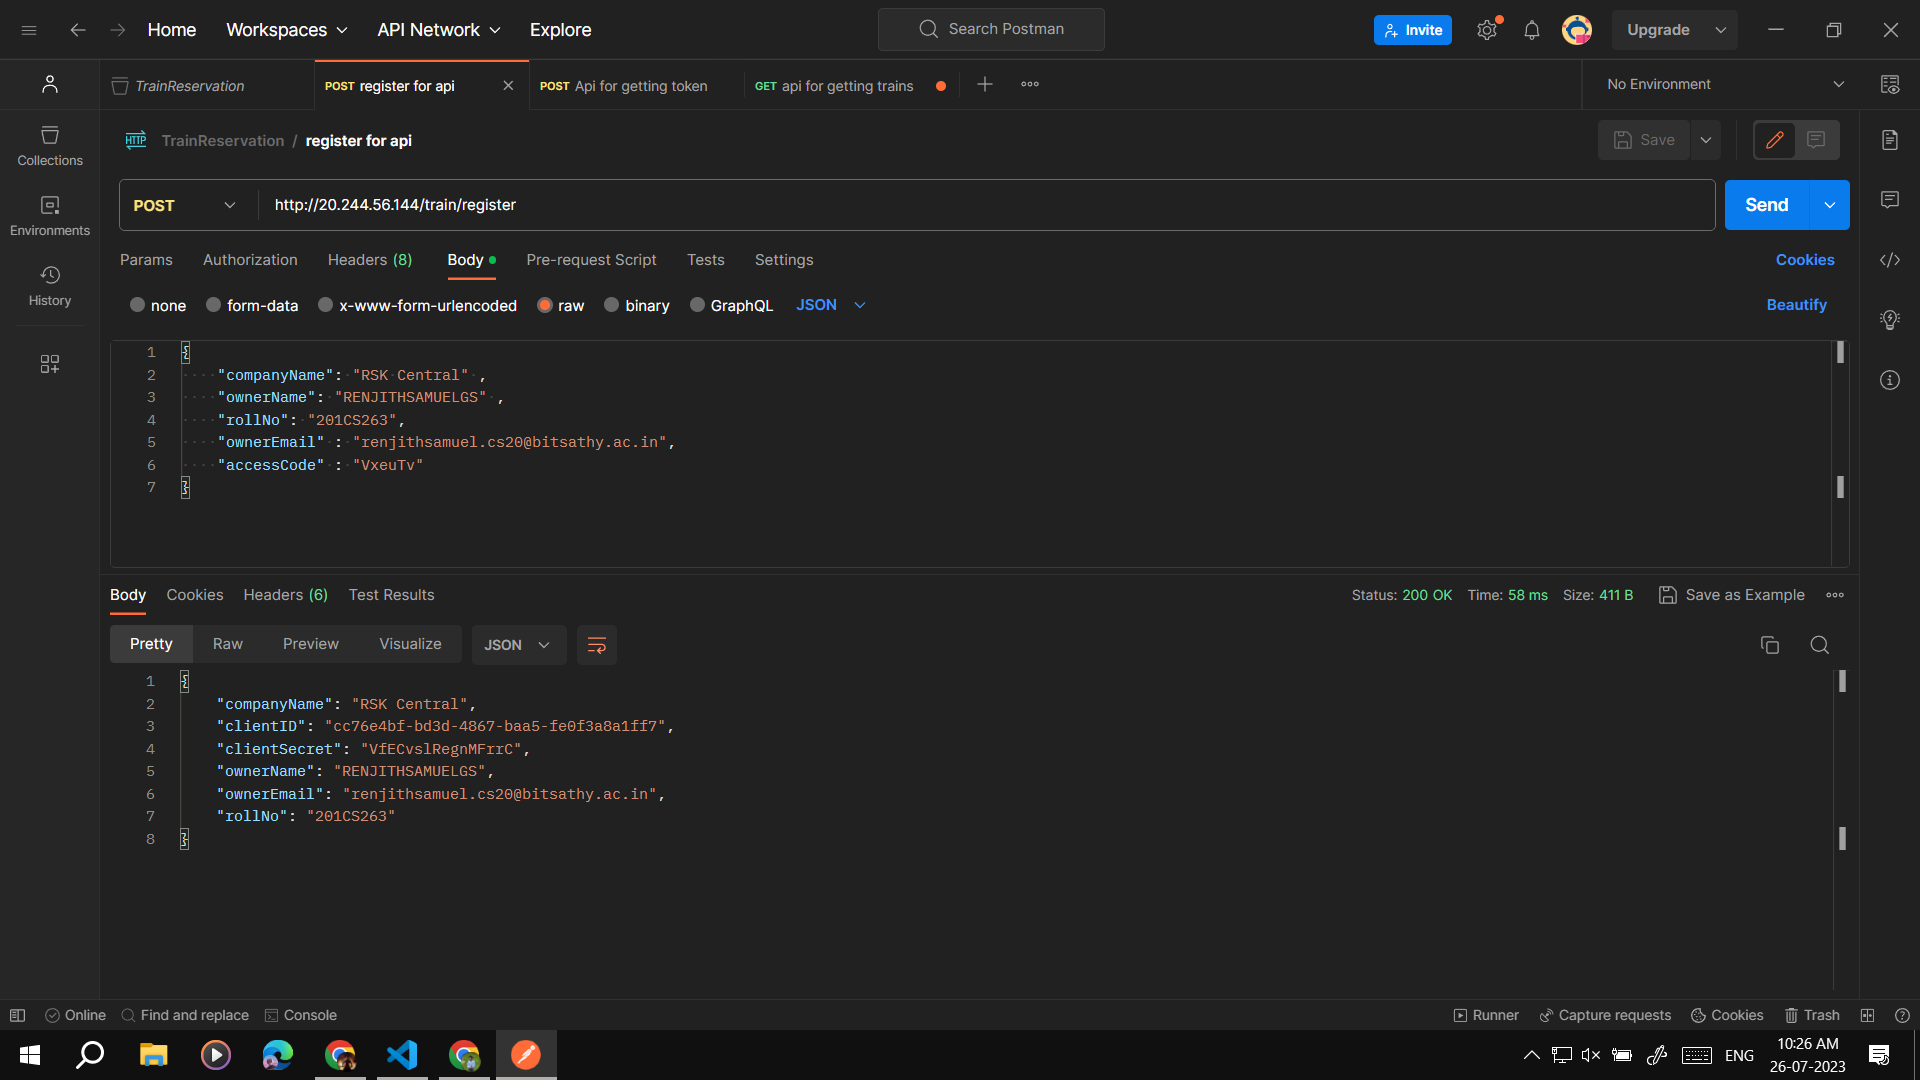 Home Workspaces API Network Explore Search Postman Invite Upgrade
TrainReservation POST register for api POST Api for getting token GET api for getting trains No Environment
HTTP TrainReservation / register for api Save
Collections
Environments
History
POST http://20.244.56.144/train/register Send
Params Authorization Headers (8) Body Pre-request Script Tests Settings Cookies
none form-data x-www-form-urlencoded raw binary GraphQL JSON Beautify
1 {
2 "companyName": "RSK Central" ,
3 "ownerName": "RENJITHSAMUELGS" ,
4 "rollNo": "201CS263",
5 "ownerEmail" : "renjithsamuel.cs20@bitsathy.ac.in",
6 "accessCode" : "VxeuTv"
7 }
Body Cookies Headers (6) Test Results Status: 200 OK Time: 58 ms Size: 411 B Save as Example
Pretty Raw Preview Visualize JSON
1 {
2 "companyName": "RSK Central",
3 "clientID": "cc76e4bf-bd3d-4867-baa5-fe0f3a8a1ff7",
4 "clientSecret": "VfECvslRegnMFrrC",
5 "ownerName": "RENJITHSAMUELGS",
6 "ownerEmail": "renjithsamuel.cs20@bitsathy.ac.in",
7 "rollNo": "201CS263"
8 }
Online Find and replace Console Runner Capture requests Cookies Trash
ENG 10:26 AM
26-07-2023